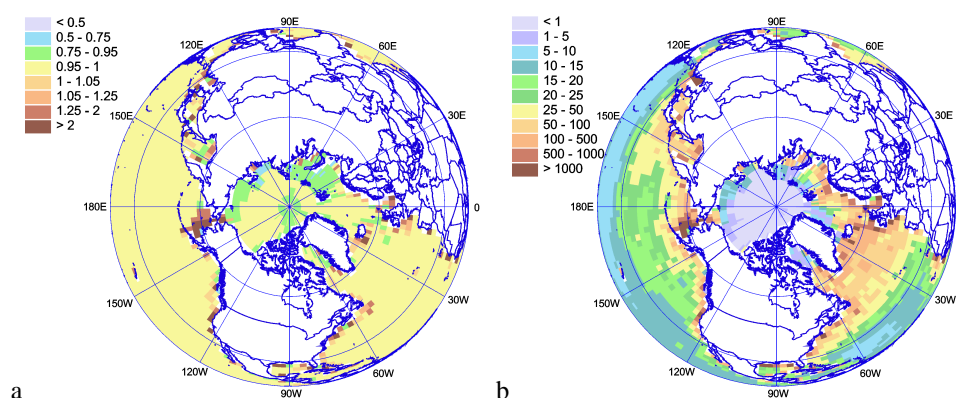 < 0.5
0.5 - 0.75
0.75 - 0.95
0.95 - 1
1 - 1.05
1.05 - 1.25
1.25 - 2
> 2
90E
120E
60E
150E
30E
180E
0
150W
30W
120W
60W
90W
a
< 1
1 - 5
5 - 10
10 - 15
15 - 20
20 - 25
25 - 50
50 - 100
100 - 500
500 - 1000
> 1000
90E
120E
60E
150E
30E
180E
0
150W
30W
120W
60W
90W
b